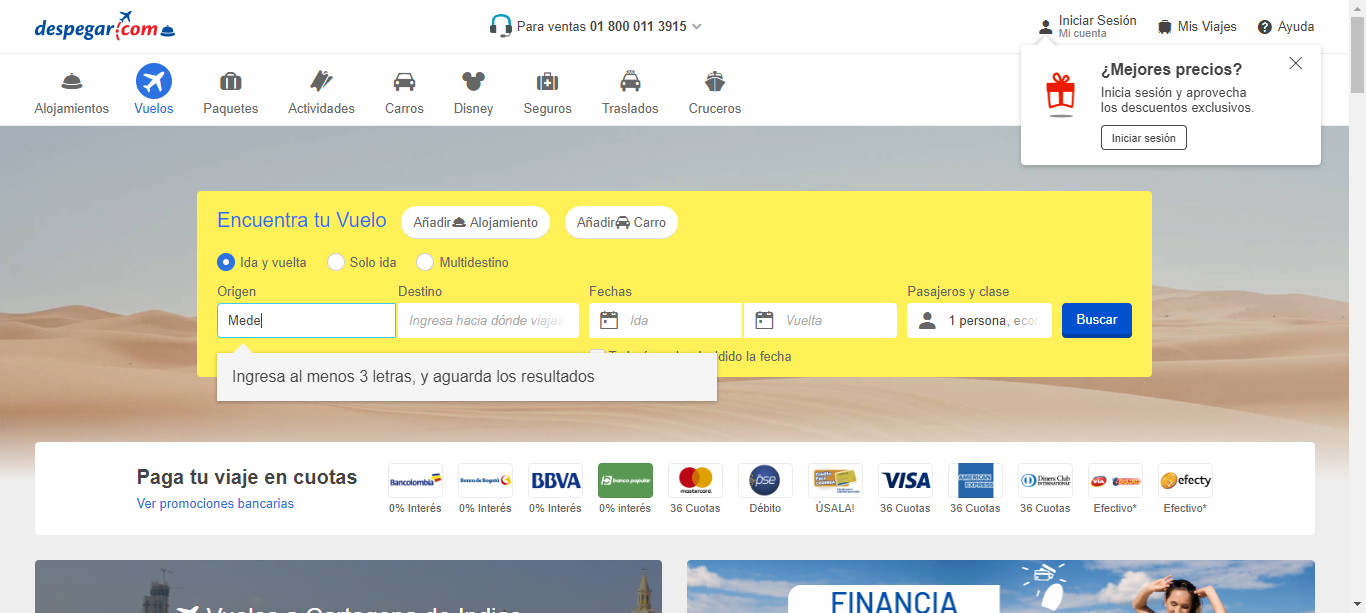 despegar.com
Para ventas 01 800 011 3915
Iniciar Sesión
Mi cuenta
Mis Viajes
Ayuda
Alojamientos
Vuelos
Paquetes
Actividades
Carros
Disney
Seguros
Traslados
Cruceros
¿Mejores precios?
Inicia sesión y aprovecha
los descuentos exclusivos.
Iniciar sesión
Encuentra tu Vuelo
Añadir Alojamiento
Añadir Carro
Ida y vuelta
Solo ida
Multidestino
Origen
Destino
Fechas
Pasajeros y clase
Mede
Ingresa hacia dónde viajas
Ida
Vuelta
1 persona, econ
Buscar
dido la fecha
Ingresa al menos 3 letras, y aguarda los resultados
Paga tu viaje en cuotas
Ver promociones bancarias
Bancolombia
0% Interés
Banco de Bogotá
0% Interés
BBVA
0% Interés
banco popular
0% interés
mastercard
36 Cuotas
pse
Débito
ÚSALA!
VISA
36 Cuotas
AMERICAN EXPRESS
36 Cuotas
Diners Club
INTERNATIONAL
36 Cuotas
via BALOTO
Efectivo*
efecty
Efectivo*
Vuelos a Cartagena de Indias
FINANCIA